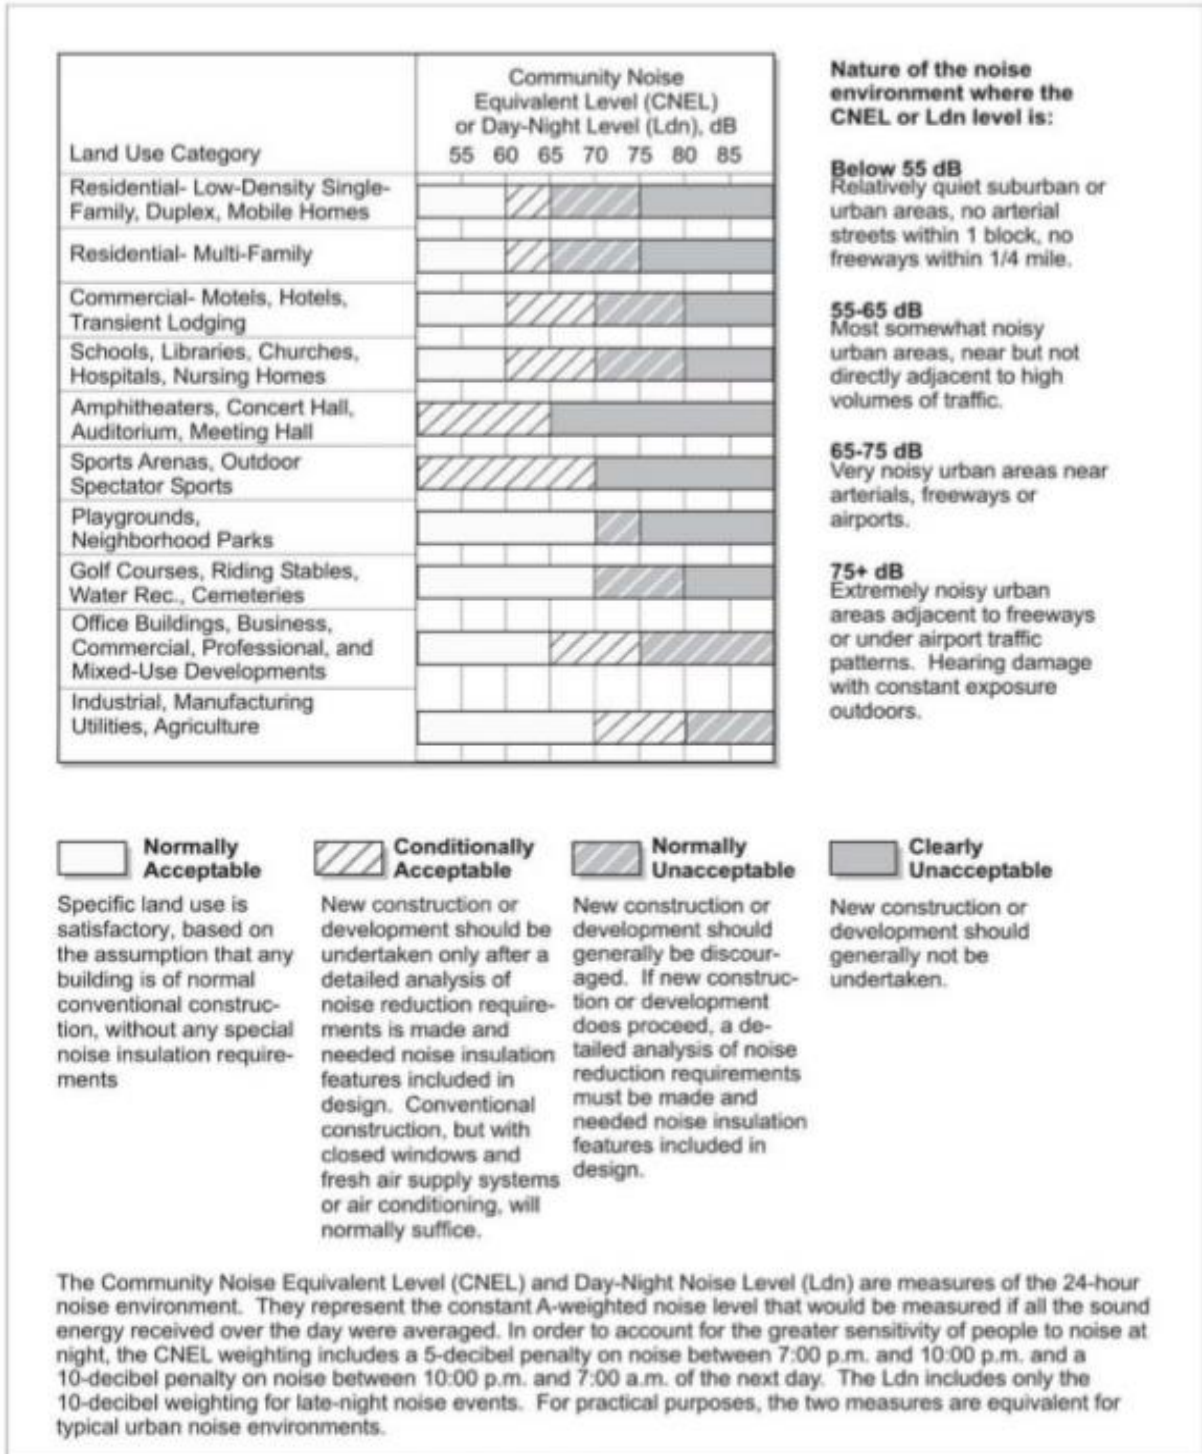 Community Noise
Equivalent Level (CNEL)
or Day-Night Level (Ldn), dB
Land Use Category
55 60 65 70 75 80 85
Residential- Low-Density Single-
Family, Duplex, Mobile Homes
Residential- Multi-Family
Commercial- Motels, Hotels,
Transient Lodging
Schools, Libraries, Churches,
Hospitals, Nursing Homes
Amphitheaters, Concert Hall,
Auditorium, Meeting Hall
Sports Arenas, Outdoor
Spectator Sports
Playgrounds,
Neighborhood Parks
Golf Courses, Riding Stables,
Water Rec., Cemeteries
Office Buildings, Business,
Commercial, Professional, and
Mixed-Use Developments
Industrial, Manufacturing
Utilities, Agriculture
Nature of the noise
environment where the
CNEL or Ldn level is:
Below 55 dB
Relatively quiet suburban or
urban areas, no arterial
streets within 1 block, no
freeways within 1/4 mile.
55-65 dB
Most somewhat noisy
urban areas, near but not
directly adjacent to high
volumes of traffic.
65-75 dB
Very noisy urban areas near
arterials, freeways or
airports.
75+ dB
Extremely noisy urban
areas adjacent to freeways
or under airport traffic
patterns. Hearing damage
with constant exposure
outdoors.
Normally
Acceptable
Specific land use is
satisfactory, based on
the assumption that any
building is of normal
conventional construc-
tion, without any special
noise insulation require-
ments
Conditionally
Acceptable
New construction or
development should be
undertaken only after a
detailed analysis of
noise reduction require-
ments is made and
needed noise insulation
features included in
design. Conventional
construction, but with
closed windows and
fresh air supply systems
or air conditioning, will
normally suffice.
Normally
Unacceptable
New construction or
development should
generally be discour-
aged. If new construc-
tion or development
does proceed, a de-
tailed analysis of noise
reduction requirements
must be made and
needed noise insulation
features included in
design.
Clearly
Unacceptable
New construction or
development should
generally not be
undertaken.
The Community Noise Equivalent Level (CNEL) and Day-Night Noise Level (Ldn) are measures of the 24-hour
noise environment. They represent the constant A-weighted noise level that would be measured if all the sound
energy received over the day were averaged. In order to account for the greater sensitivity of people to noise at
night, the CNEL weighting includes a 5-decibel penalty on noise between 7:00 p.m. and 10:00 p.m. and a
10-decibel penalty on noise between 10:00 p.m. and 7:00 a.m. of the next day. The Ldn includes only the
10-decibel weighting for late-night noise events. For practical purposes, the two measures are equivalent for
typical urban noise environments.